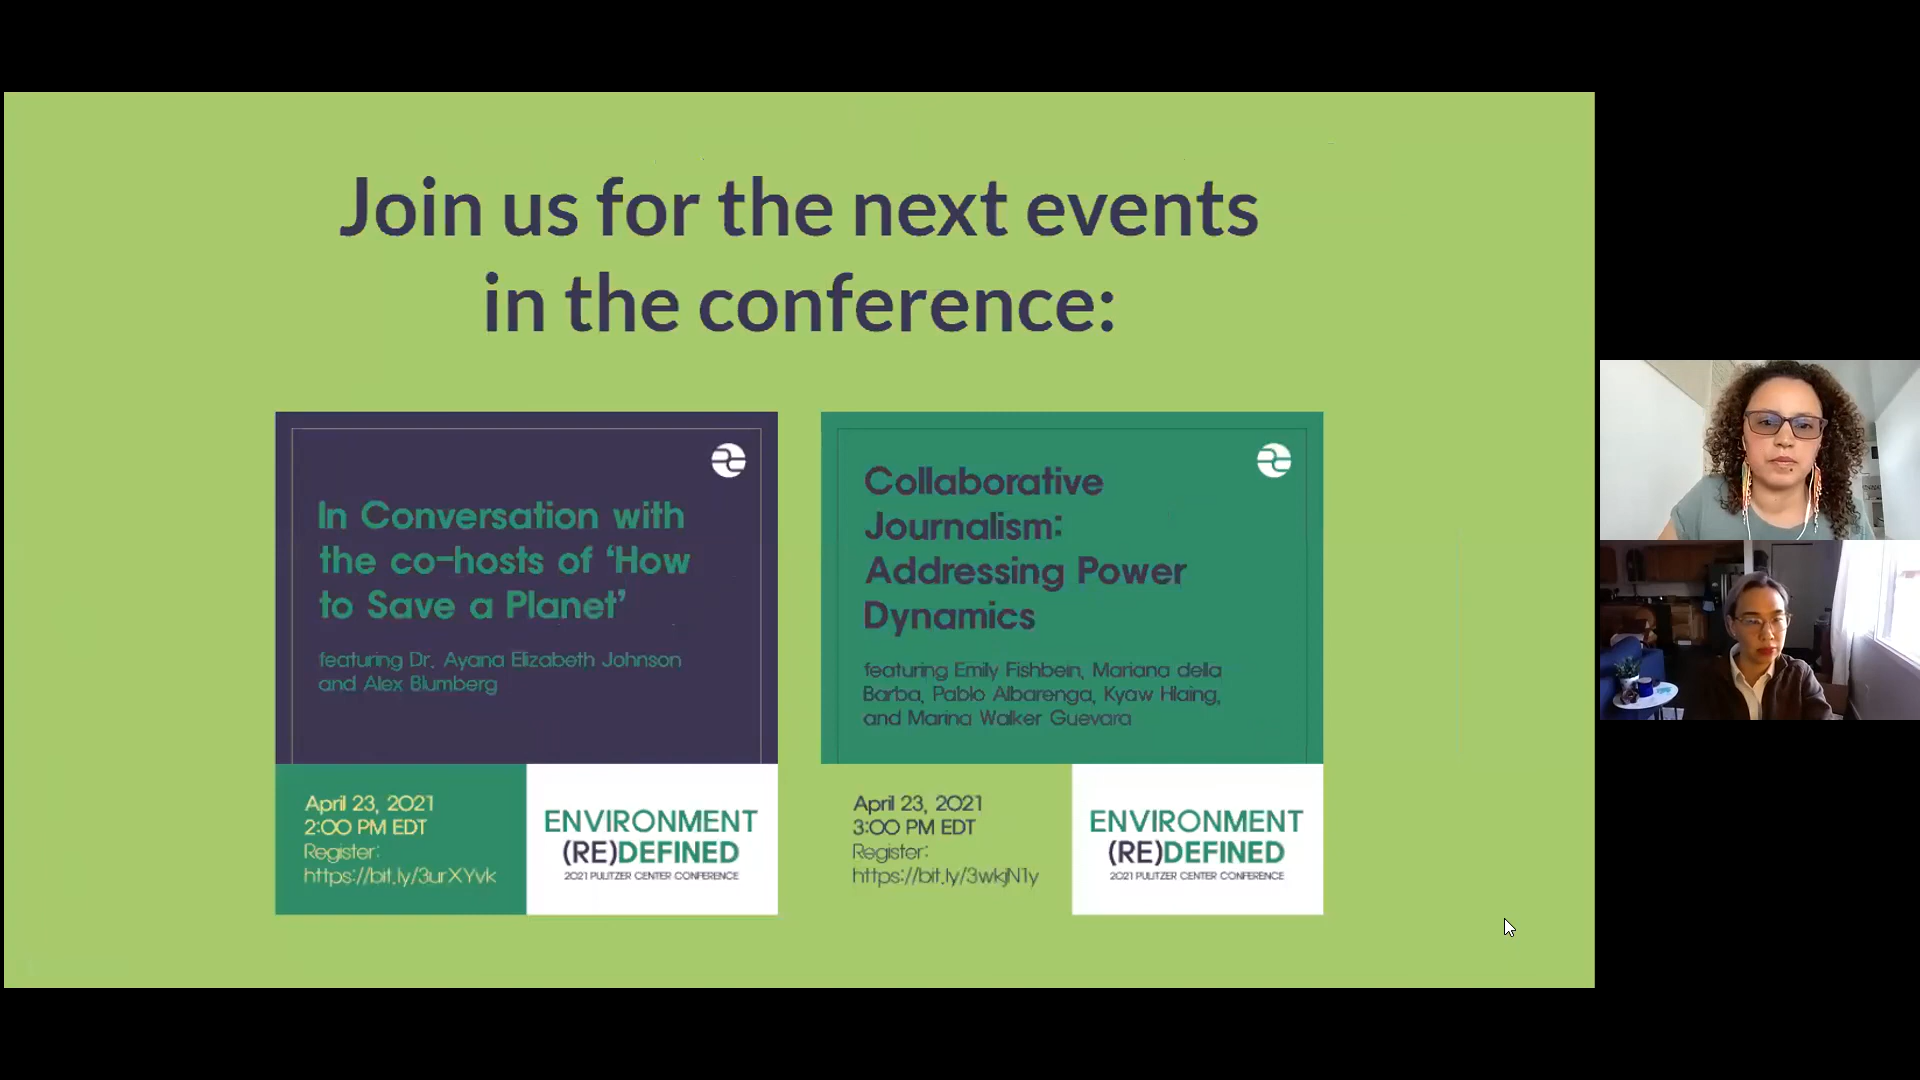 Join us for the next events
in the conference:
In Conversation with
the co-hosts of ‘How
to Save a Planet’
featuring Dr. Ayana Elizabeth Johnson
and Alex Blumberg
April 23, 2021
2:00 PM EDT
Register:
https://bit.ly/3urXYvk
ENVIRONMENT
(RE)DEFINED
2021 PULITZER CENTER CONFERENCE
Collaborative
Journalism:
Addressing Power
Dynamics
featuring Emily Fishbein, Mariana della
Barba, Pablo Albarenga, Kyaw Hlaing,
and Marina Walker Guevara
April 23, 2021
3:00 PM EDT
Register:
https://bit.ly/3wkjN1y
ENVIRONMENT
(RE)DEFINED
2021 PULITZER CENTER CONFERENCE